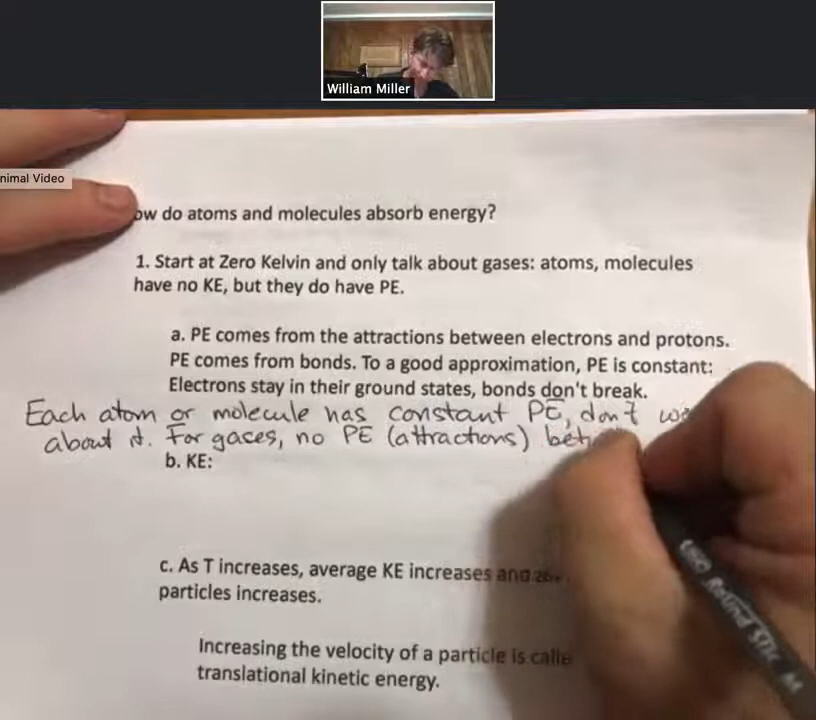 William Miller
nimal Video
ow do atoms and molecules absorb energy?
1. Start at Zero Kelvin and only talk about gases: atoms, molecules
have no KE, but they do have PE.
a. PE comes from the attractions between electrons and protons.
PE comes from bonds. To a good approximation, PE is constant:
Electrons stay in their ground states, bonds don't break.
Each atom or molecule has constant PE, don't
about it. For gases, no PE (attractions)
b. KE:
c. As T increases, average KE increases and
particles increases.
Increasing the velocity of a particle is
translational kinetic energy.